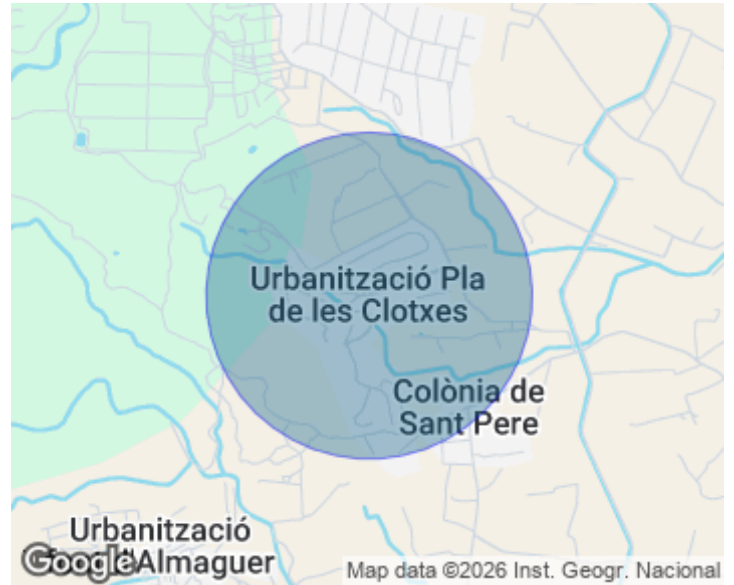 Urbanització Pla
de les Clotxes
Colònia de
Sant Pere
Urbanització
d'Almaguer
Google
Map data ©2026 Inst. Geogr. Nacional